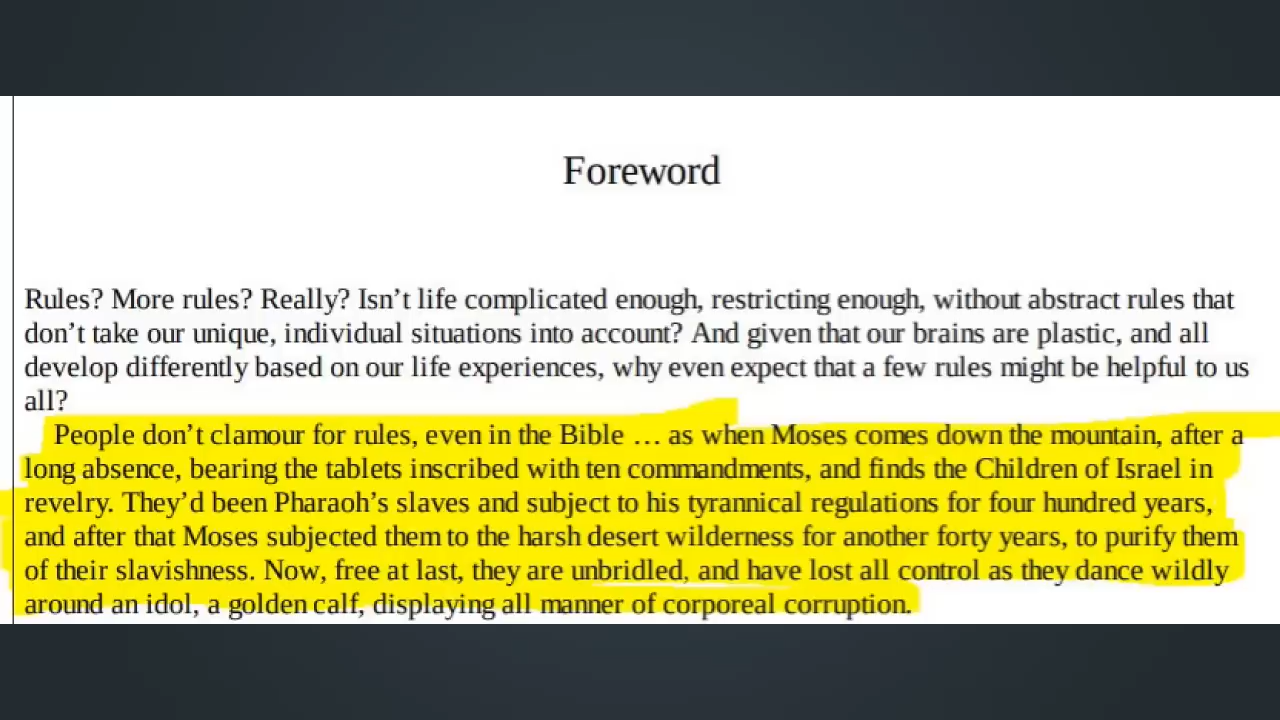 Foreword
Rules? More rules? Really? Isn’t life complicated enough, restricting enough, without abstract rules that
don’t take our unique, individual situations into account? And given that our brains are plastic, and all
develop differently based on our life experiences, why even expect that a few rules might be helpful to us
all?
People don’t clamour for rules, even in the Bible … as when Moses comes down the mountain, after a
long absence, bearing the tablets inscribed with ten commandments, and finds the Children of Israel in
revelry. They’d been Pharaoh’s slaves and subject to his tyrannical regulations for four hundred years,
and after that Moses subjected them to the harsh desert wilderness for another forty years, to purify them
of their slavishness. Now, free at last, they are unbridled, and have lost all control as they dance wildly
around an idol, a golden calf, displaying all manner of corporeal corruption.